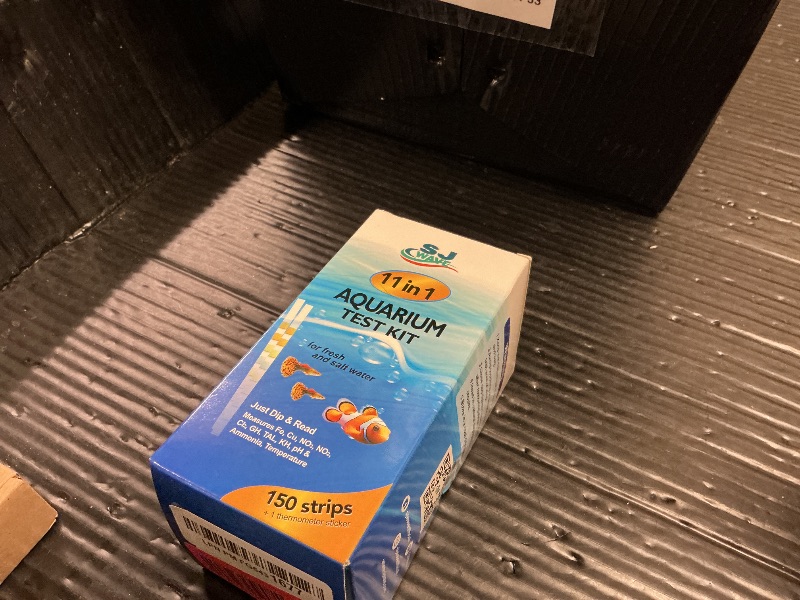 SJ
WAVE
11 in 1
AQUARIUM
TEST KIT
for fresh
and salt water
Just Dip & Read
Measures Fe, Cu, NO₃, NO₂,
Cl₂, GH, TAL, KH, pH &
Ammonia, Temperature
150 strips
+ 1 thermometer sticker